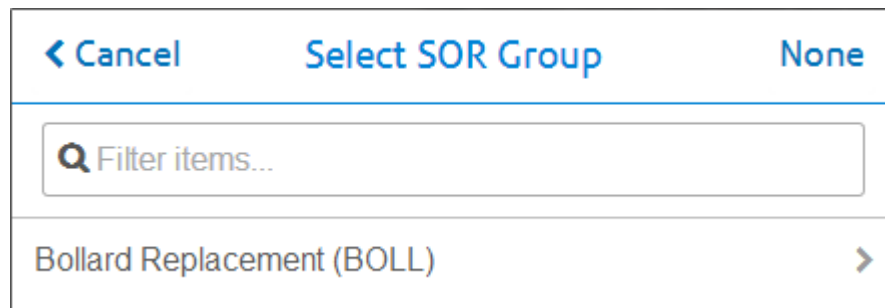 Cancel Select SOR Group None
Filter items...
Bollard Replacement (BOLL)